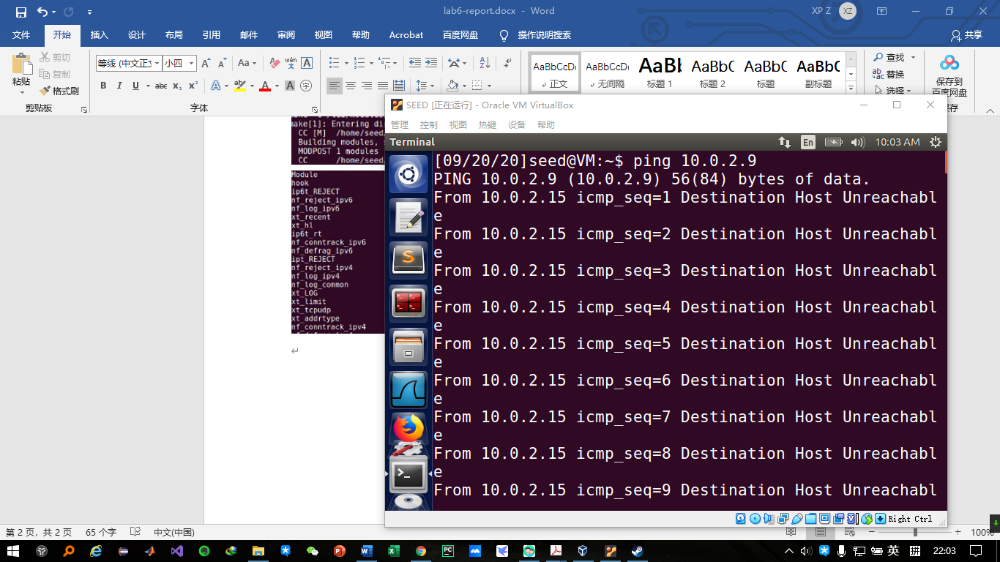 lab6-report.docx - Word
XP Z
XZ
文件 开始 插入 设计 布局 引用 邮件 审阅 视图 帮助 Acrobat 百度网盘 操作说明搜索 共享
粘贴
剪切
复制
格式刷
剪贴板
等线 (中文正文 小四
字体
AaBbCcDd AaBbCcDd AaBb AaBbC AaBbC AaBbC
正文 无间隔 标题 1 标题 2 标题 副标题
查找
替换
选择
保存到
百度网盘
保存
make[1]: Entering di
CC [M] /home/seed
Building modules,
MODPOST 1 modules
CC /home/seed
Module
hook
ip6t_REJECT
nf_reject_ipv6
nf_log_ipv6
xt_recent
xt_hl
ip6t_rt
nf_conntrack_ipv6
nf_defrag_ipv6
ipt_REJECT
nf_reject_ipv4
nf_log_ipv4
nf_log_common
xt_LOG
xt_limit
xt_tcpudp
xt_addrtype
nf_conntrack_ipv4
SEED [正在运行] - Oracle VM VirtualBox
管理 控制 视图 热键 设备 帮助
Terminal
En
10:03 AM
[09/20/20]seed@VM:~$ ping 10.0.2.9
PING 10.0.2.9 (10.0.2.9) 56(84) bytes of data.
From 10.0.2.15 icmp_seq=1 Destination Host Unreachabl
e
From 10.0.2.15 icmp_seq=2 Destination Host Unreachabl
e
From 10.0.2.15 icmp_seq=3 Destination Host Unreachabl
e
From 10.0.2.15 icmp_seq=4 Destination Host Unreachabl
e
From 10.0.2.15 icmp_seq=5 Destination Host Unreachabl
e
From 10.0.2.15 icmp_seq=6 Destination Host Unreachabl
e
From 10.0.2.15 icmp_seq=7 Destination Host Unreachabl
e
From 10.0.2.15 icmp_seq=8 Destination Host Unreachabl
e
From 10.0.2.15 icmp_seq=9 Destination Host Unreachabl
Right Ctrl
第 2 页，共 2 页 65 个字 中文(中国)
100%
英
拼
22:03